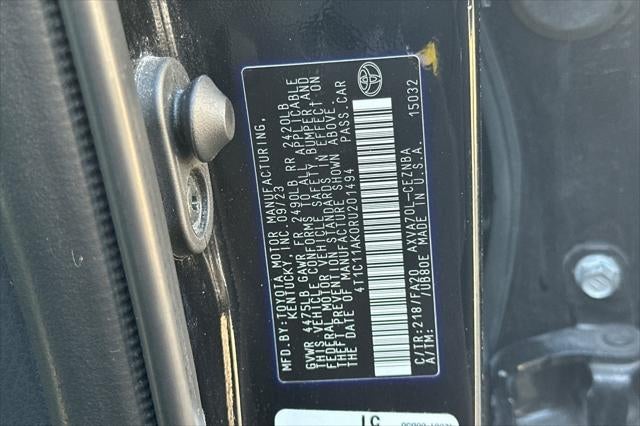 MFD.BY:TOYOTA MOTOR MANUFACTURING,
KENTUCKY, INC. 09/23
GVWR 4475LB GAWR FR 2490LB RR 2420LB
THIS VEHICLE CONFORMS TO ALL APPLICABLE
FEDERAL MOTOR VEHICLE SAFETY, BUMPER, AND
THEFT PREVENTION STANDARDS IN EFFECT ON
THE DATE OF MANUFACTURE SHOWN ABOVE.
4T1C11AK0RU201494 PASS.CAR
C/TR:218/FA20 AXVA70L-CEZNBA 15032
A/TM: /UB80E MADE IN U.S.A.